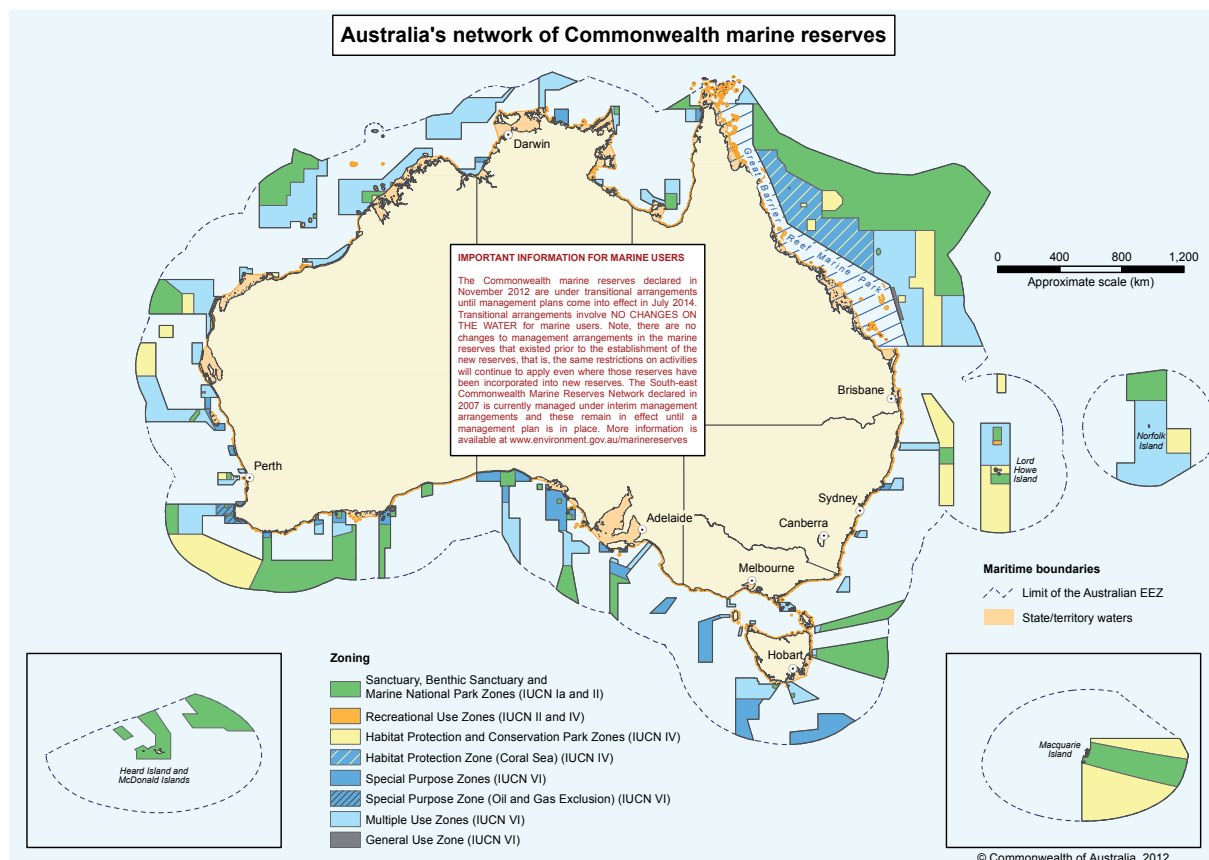 Australia's network of Commonwealth marine reserves
Darwin
Great Barrier
Reef Marine Park
IMPORTANT INFORMATION FOR MARINE USERS
The Commonwealth marine reserves declared in
November 2012 are under transitional arrangements
until management plans come into effect in July 2014.
Transitional arrangements involve NO CHANGES ON
THE WATER for marine users. Note, there are no
changes to management arrangements in the marine
reserves that existed prior to the establishment of the
new reserves, that is, the same restrictions on activities
will continue to apply even where those reserves have
been incorporated into new reserves. The South-east
Commonwealth Marine Reserves Network declared in
2007 is currently managed under interim management
arrangements and these remain in effect until a
management plan is in place. More information is
available at www.environment.gov.au/marinereserves
0 400 800 1,200
Approximate scale (km)
Brisbane
Norfolk
Island
Lord
Howe
Island
Perth
Sydney
Adelaide
Canberra
Melbourne
Hobart
Maritime boundaries
Limit of the Australian EEZ
State/territory waters
Zoning
Sanctuary, Benthic Sanctuary and
Marine National Park Zones (IUCN Ia and II)
Recreational Use Zones (IUCN II and IV)
Habitat Protection and Conservation Park Zones (IUCN IV)
Habitat Protection Zone (Coral Sea) (IUCN IV)
Special Purpose Zones (IUCN VI)
Special Purpose Zone (Oil and Gas Exclusion) (IUCN VI)
Multiple Use Zones (IUCN VI)
General Use Zone (IUCN VI)
Heard Island and
McDonald Islands
Macquarie
Island
© Commonwealth of Australia, 2012